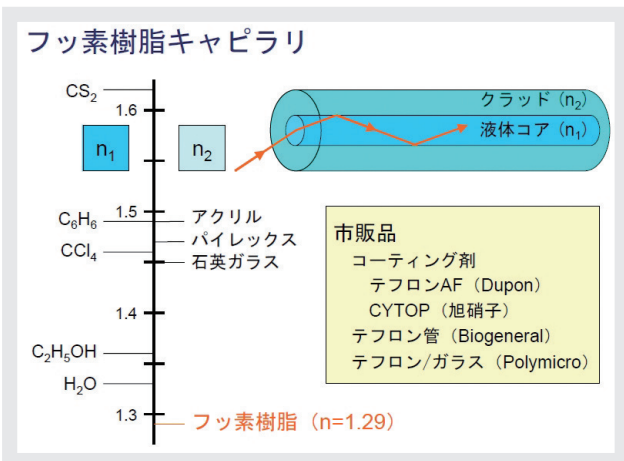 フッ素樹脂キャピラリ
CS2
1.6
n1
n2
クラッド（n2）
液体コア（n1）
C6H6
1.5
アクリル
パイレックス
CCl4
石英ガラス
1.4
C2H5OH
H2O
1.3
フッ素樹脂（n=1.29）
市販品
コーティング剤
テフロンAF（Dupon）
CYTOP（旭硝子）
テフロン管（Biogeneral）
テフロン/ガラス（Polymicro）